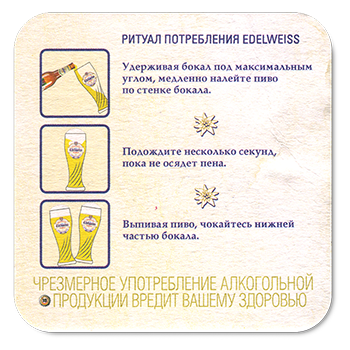 РИТУАЛ ПОТРЕБЛЕНИЯ EDELWEISS
Удерживая бокал под максимальным
углом, медленно налейте пиво
по стенке бокала.
Подождите несколько секунд,
пока не осядет пена.
Выпивая пиво, чокайтесь нижней
частью бокала.
ЧРЕЗМЕРНОЕ УПОТРЕБЛЕНИЕ АЛКОГОЛЬНОЙ
ПРОДУКЦИИ ВРЕДИТ ВАШЕМУ ЗДОРОВЬЮ